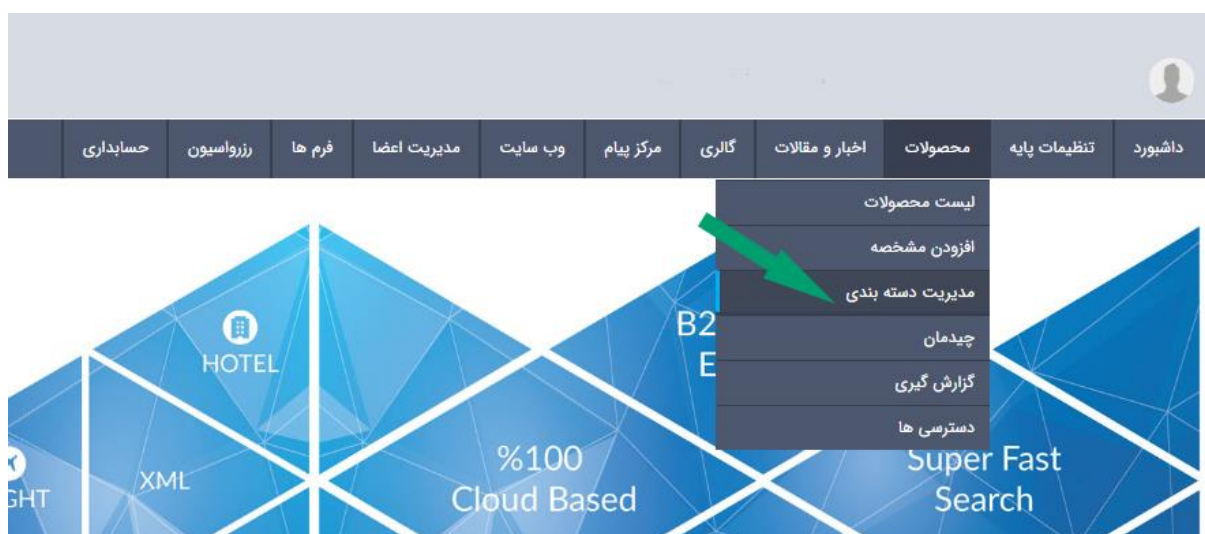 داشبورد
تنظیمات پایه
محصولات
اخبار و مقالات
گالری
مرکز پیام
وب سایت
مدیریت اعضا
فرم ها
رزرواسیون
حسابداری
لیست محصولات
افزودن مشخصه
مدیریت دسته بندی
چیدمان
گزارش گیری
دسترسی ها
B2
E
HOTEL
%100
Cloud Based
Super Fast
Search
XML
GHT